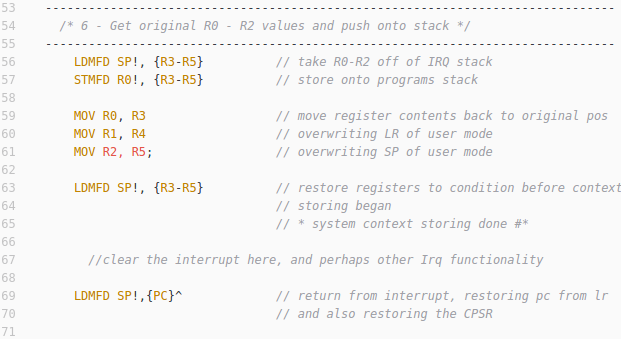 53 -------------------------------------------------------------------------------
54 /* 6 - Get original R0 - R2 values and push onto stack */
55 -------------------------------------------------------------------------------
56 LDMFD SP!, {R3-R5} // take R0-R2 off of IRQ stack
57 STMFD R0!, {R3-R5} // store onto programs stack
58
59 MOV R0, R3 // move register contents back to original pos
60 MOV R1, R4 // overwriting LR of user mode
61 MOV R2, R5; // overwriting SP of user mode
62
63 LDMFD SP!, {R3-R5} // restore registers to condition before context
64 // storing began
65 // * system context storing done #*
66
67 //clear the interrupt here, and perhaps other Irq functionality
68
69 LDMFD SP!,{PC}^ // return from interrupt, restoring pc from lr
70 // and also restoring the CPSR
71